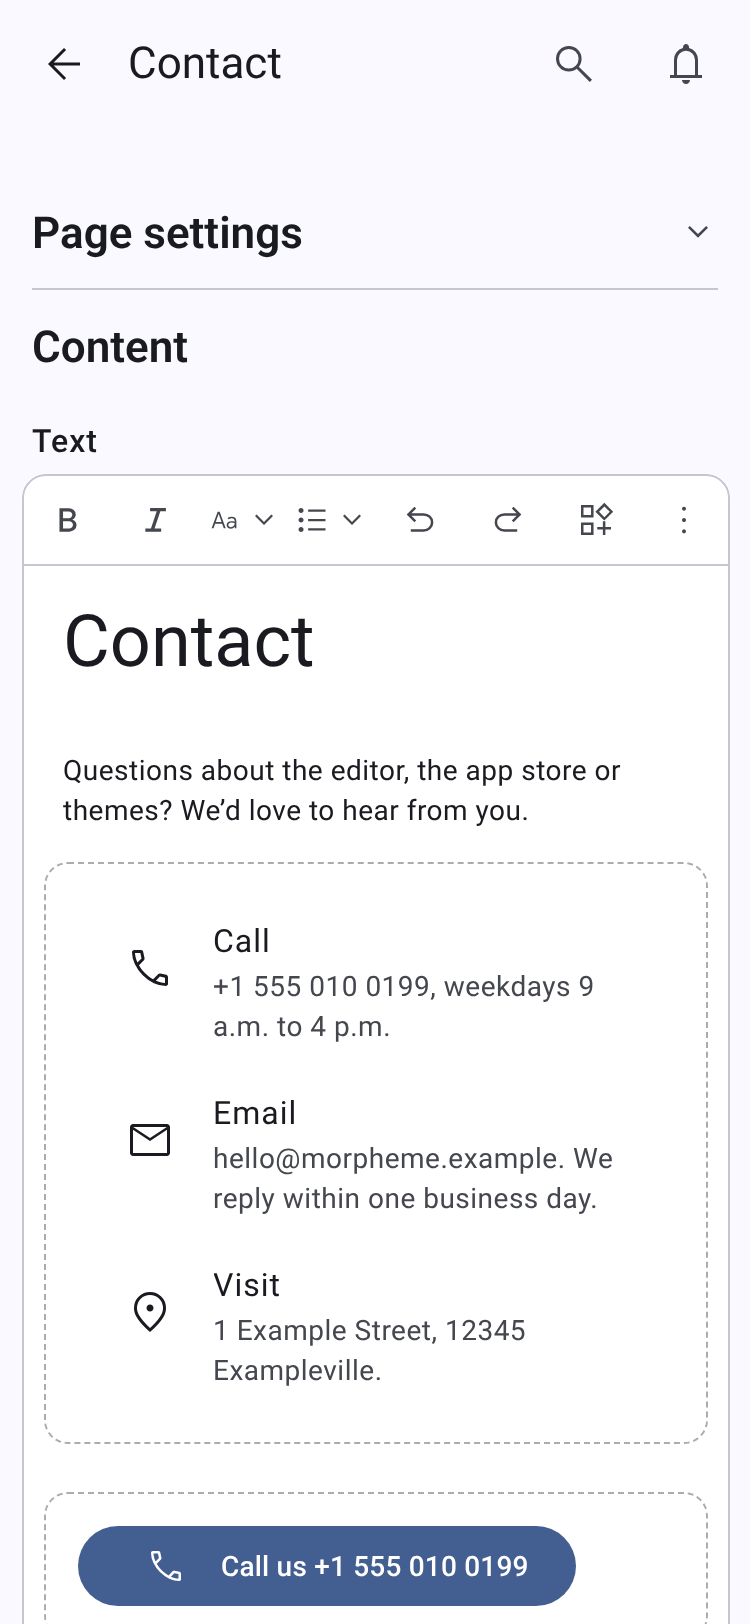 Contact
Page settings
Content
Text
B I Aa
Contact
Questions about the editor, the app store or
themes? We’d love to hear from you.
Call
+1 555 010 0199, weekdays 9
a.m. to 4 p.m.
Email
hello@morpheme.example. We
reply within one business day.
Visit
1 Example Street, 12345
Exampleville.
Call us +1 555 010 0199